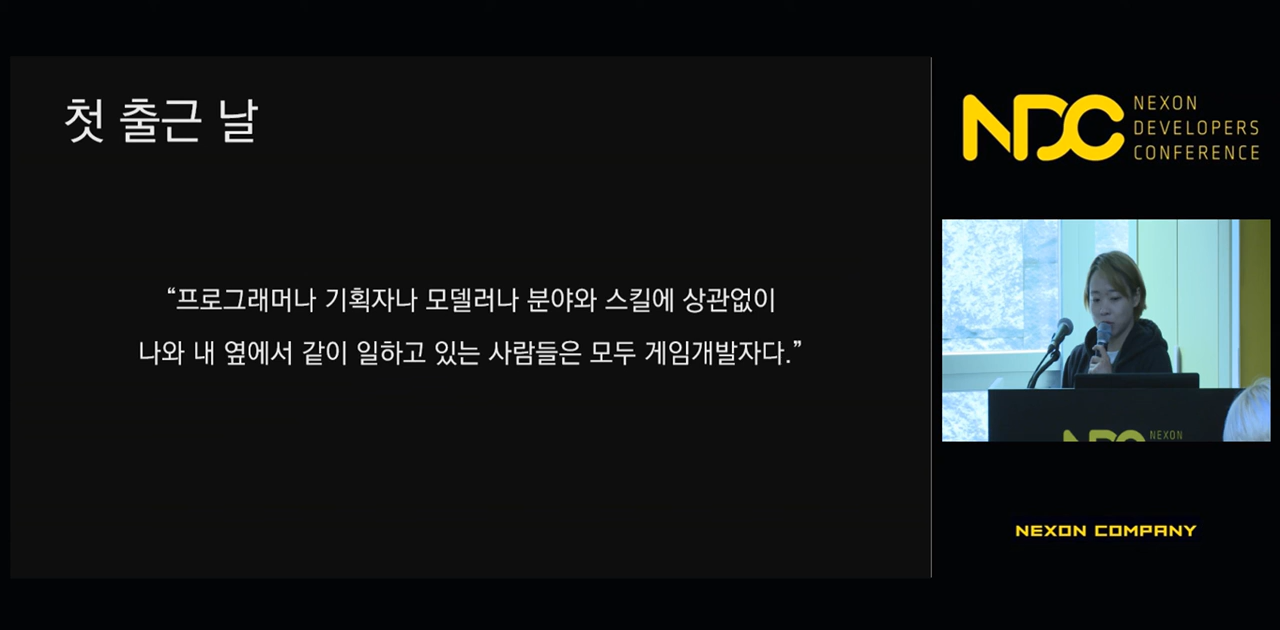 첫 출근 날
“프로그래머나 기획자나 모델러나 분야와 스킬에 상관없이
나와 내 옆에서 같이 일하고 있는 사람들은 모두 게임개발자다.”
NDC
NEXON
DEVELOPERS
CONFERENCE
NDC
NEXON
NEXON COMPANY